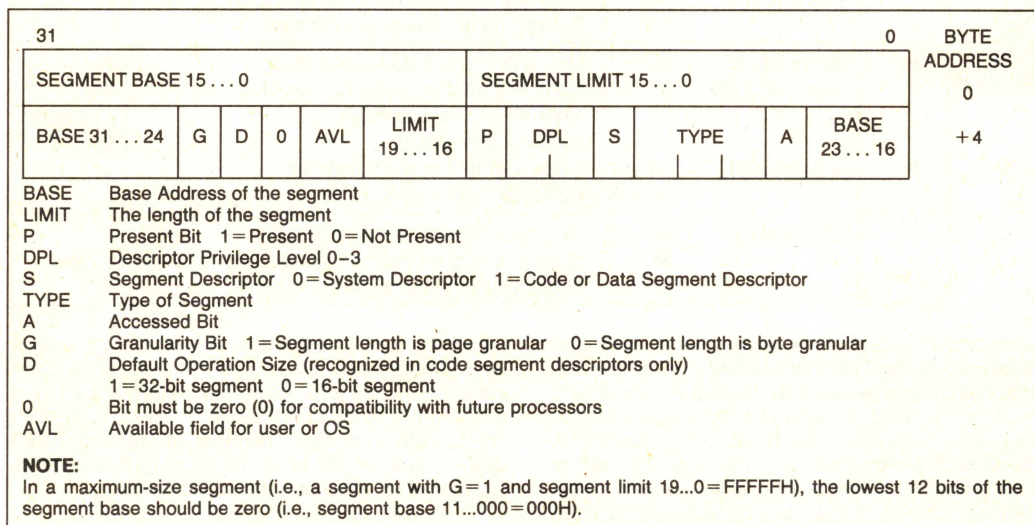 31 0 BYTE
ADDRESS
SEGMENT BASE 15...0 SEGMENT LIMIT 15...0 0
BASE 31...24 G D 0 AVL LIMIT 19...16 P DPL S TYPE A BASE 23...16 +4
BASE Base Address of the segment
LIMIT The length of the segment
P Present Bit 1=Present 0=Not Present
DPL Descriptor Privilege Level 0–3
S Segment Descriptor 0=System Descriptor 1=Code or Data Segment Descriptor
TYPE Type of Segment
A Accessed Bit
G Granularity Bit 1=Segment length is page granular 0=Segment length is byte granular
D Default Operation Size (recognized in code segment descriptors only)
1=32-bit segment 0=16-bit segment
0 Bit must be zero (0) for compatibility with future processors
AVL Available field for user or OS
NOTE:
In a maximum-size segment (i.e., a segment with G=1 and segment limit 19...0=FFFFFH), the lowest 12 bits of the
segment base should be zero (i.e., segment base 11...000=000H).